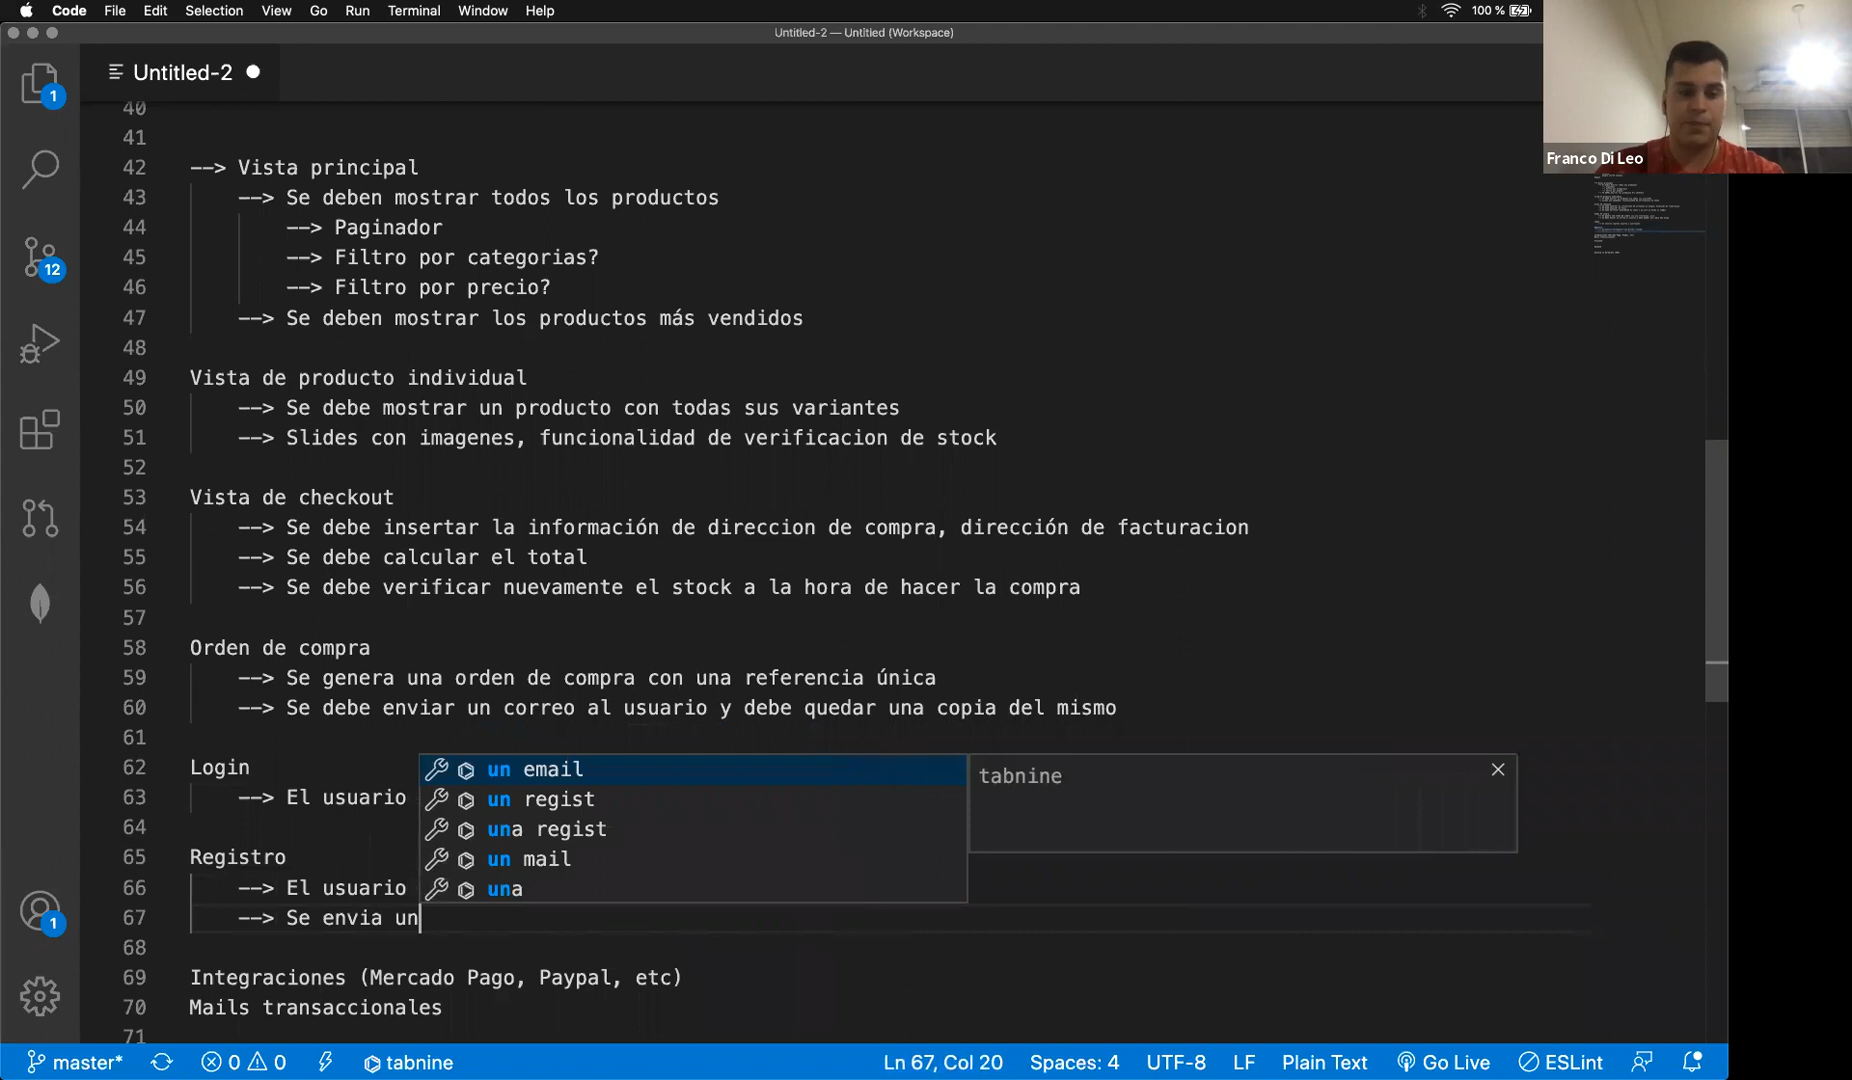 Code File Edit Selection View Go Run Terminal Window Help 100 %
Untitled-2 — Untitled (Workspace)
Untitled-2
Franco Di Leo
1
12
1
40
41
42 --> Vista principal
43 --> Se deben mostrar todos los productos
44 --> Paginador
45 --> Filtro por categorias?
46 --> Filtro por precio?
47 --> Se deben mostrar los productos más vendidos
48
49 Vista de producto individual
50 --> Se debe mostrar un producto con todas sus variantes
51 --> Slides con imagenes, funcionalidad de verificacion de stock
52
53 Vista de checkout
54 --> Se debe insertar la información de direccion de compra, dirección de facturacion
55 --> Se debe calcular el total
56 --> Se debe verificar nuevamente el stock a la hora de hacer la compra
57
58 Orden de compra
59 --> Se genera una orden de compra con una referencia única
60 --> Se debe enviar un correo al usuario y debe quedar una copia del mismo
61
62 Login
63 --> El usuario
64
65 Registro
66 --> El usuario
67 --> Se envia un
68
69 Integraciones (Mercado Pago, Paypal, etc)
70 Mails transaccionales
71
un email
un regist
una regist
un mail
una
tabnine
master* 0 0 tabnine Ln 67, Col 20 Spaces: 4 UTF-8 LF Plain Text Go Live ESLint